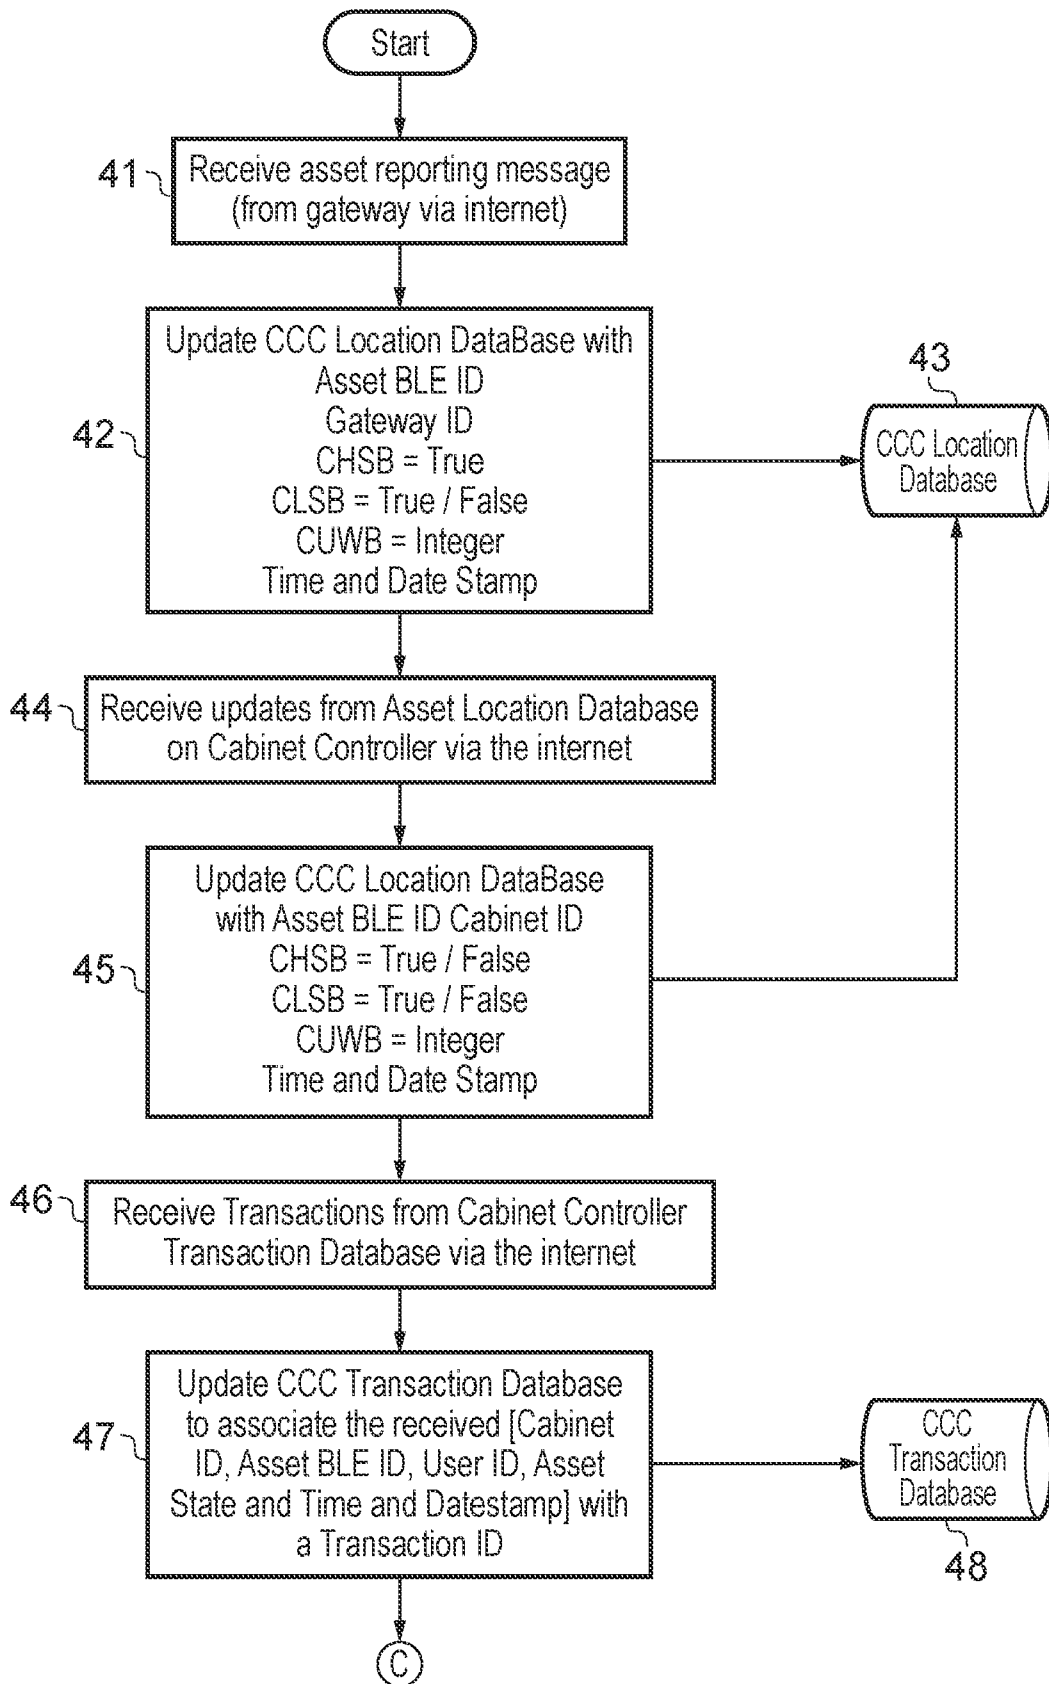 Start
41
Receive asset reporting message
(from gateway via internet)
42
Update CCC Location DataBase with
Asset BLE ID
Gateway ID
CHSB = True
CLSB = True / False
CUWB = Integer
Time and Date Stamp
43
CCC Location
Database
44
Receive updates from Asset Location Database
on Cabinet Controller via the internet
45
Update CCC Location DataBase
with Asset BLE ID Cabinet ID
CHSB = True / False
CLSB = True / False
CUWB = Integer
Time and Date Stamp
46
Receive Transactions from Cabinet Controller
Transaction Database via the internet
47
Update CCC Transaction Database
to associate the received [Cabinet
ID, Asset BLE ID, User ID, Asset
State and Time and Datestamp] with
a Transaction ID
CCC
Transaction
Database
48
C